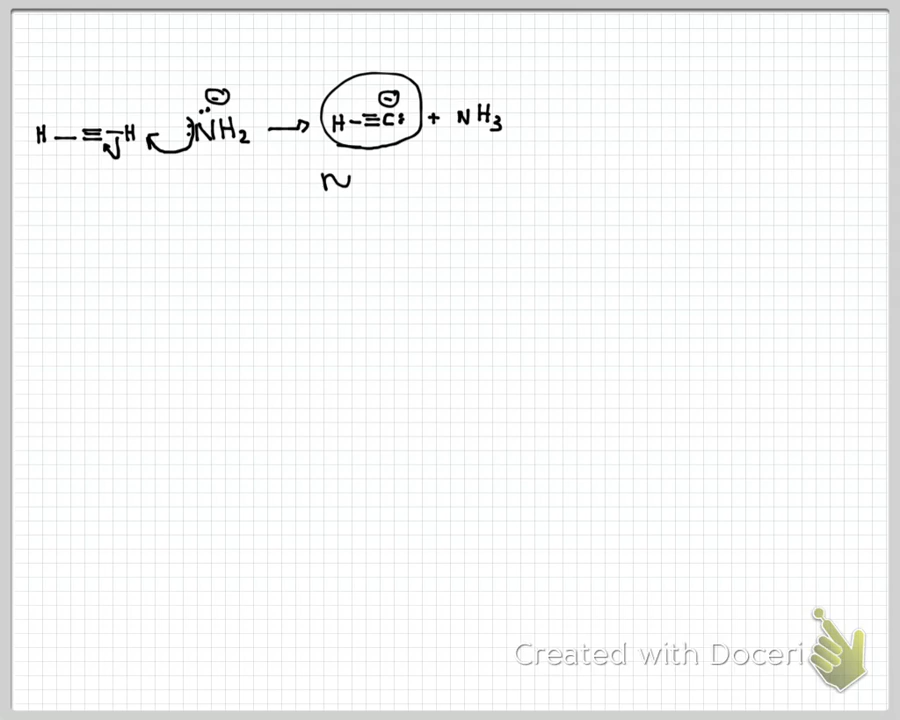 H—≡—H :N̈H₂ ⊖ → H—≡C: ⊖ + NH₃
N
Created with Doceri